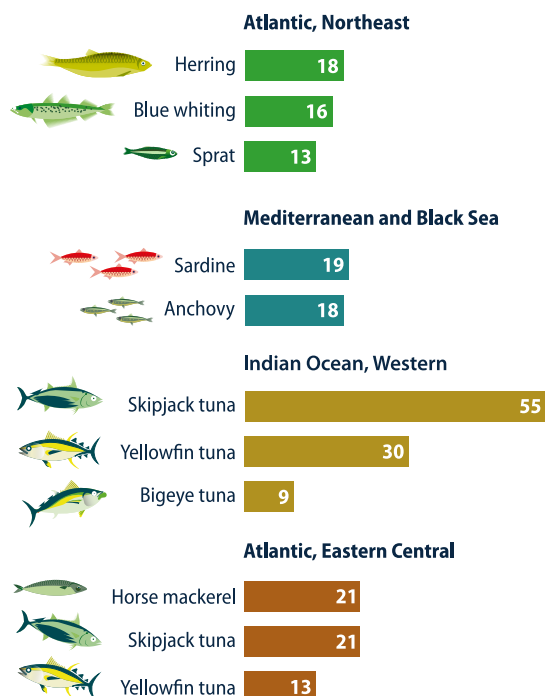 Atlantic, Northeast
Herring 18
Blue whiting 16
Sprat 13
Mediterranean and Black Sea
Sardine 19
Anchovy 18
Indian Ocean, Western
Skipjack tuna 55
Yellowfin tuna 30
Bigeye tuna 9
Atlantic, Eastern Central
Horse mackerel 21
Skipjack tuna 21
Yellowfin tuna 13